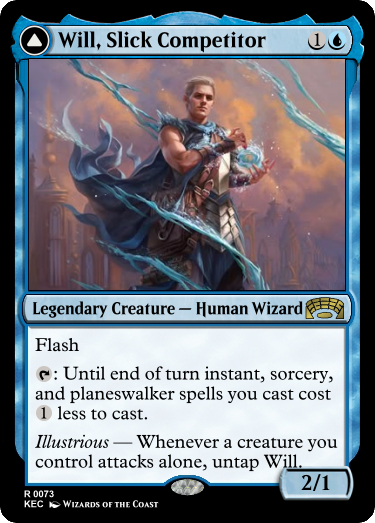 Will, Slick Competitor 1
Legendary Creature — Human Wizard
Flash
: Until end of turn instant, sorcery,
and planeswalker spells you cast cost
1 less to cast.
Illustrious — Whenever a creature you
control attacks alone, untap Will.
2/1
R 0073
KEC Wizards of the Coast